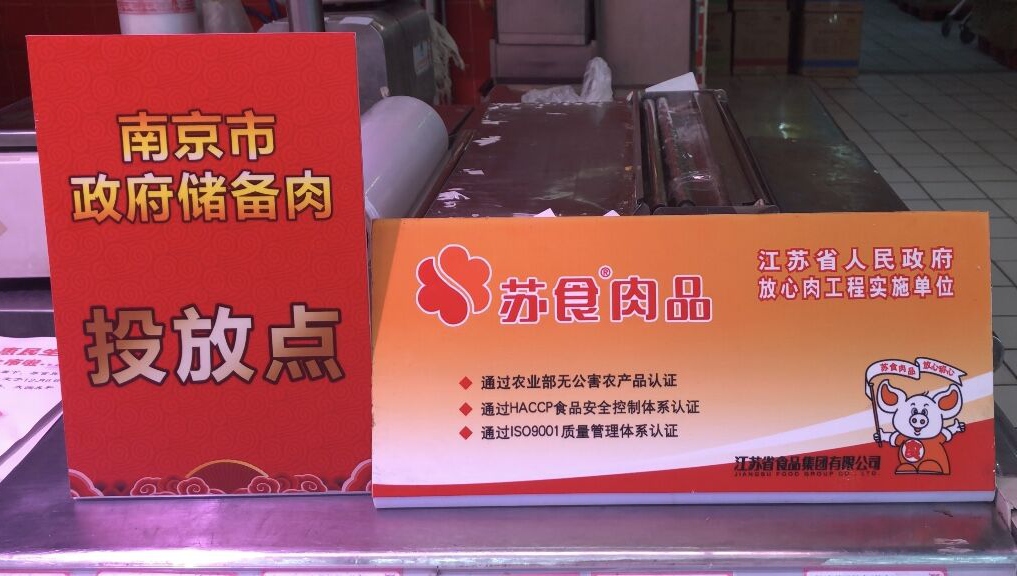 南京市
政府储备肉
投放点
苏食®肉品
江苏省人民政府
放心肉工程实施单位
◆ 通过农业部无公害农产品认证
◆ 通过HACCP食品安全控制体系认证
◆ 通过ISO9001质量管理体系认证
苏食肉品
江苏省食品集团有限公司
JIANGSU FOOD GROUP CO., LTD.
惠民生